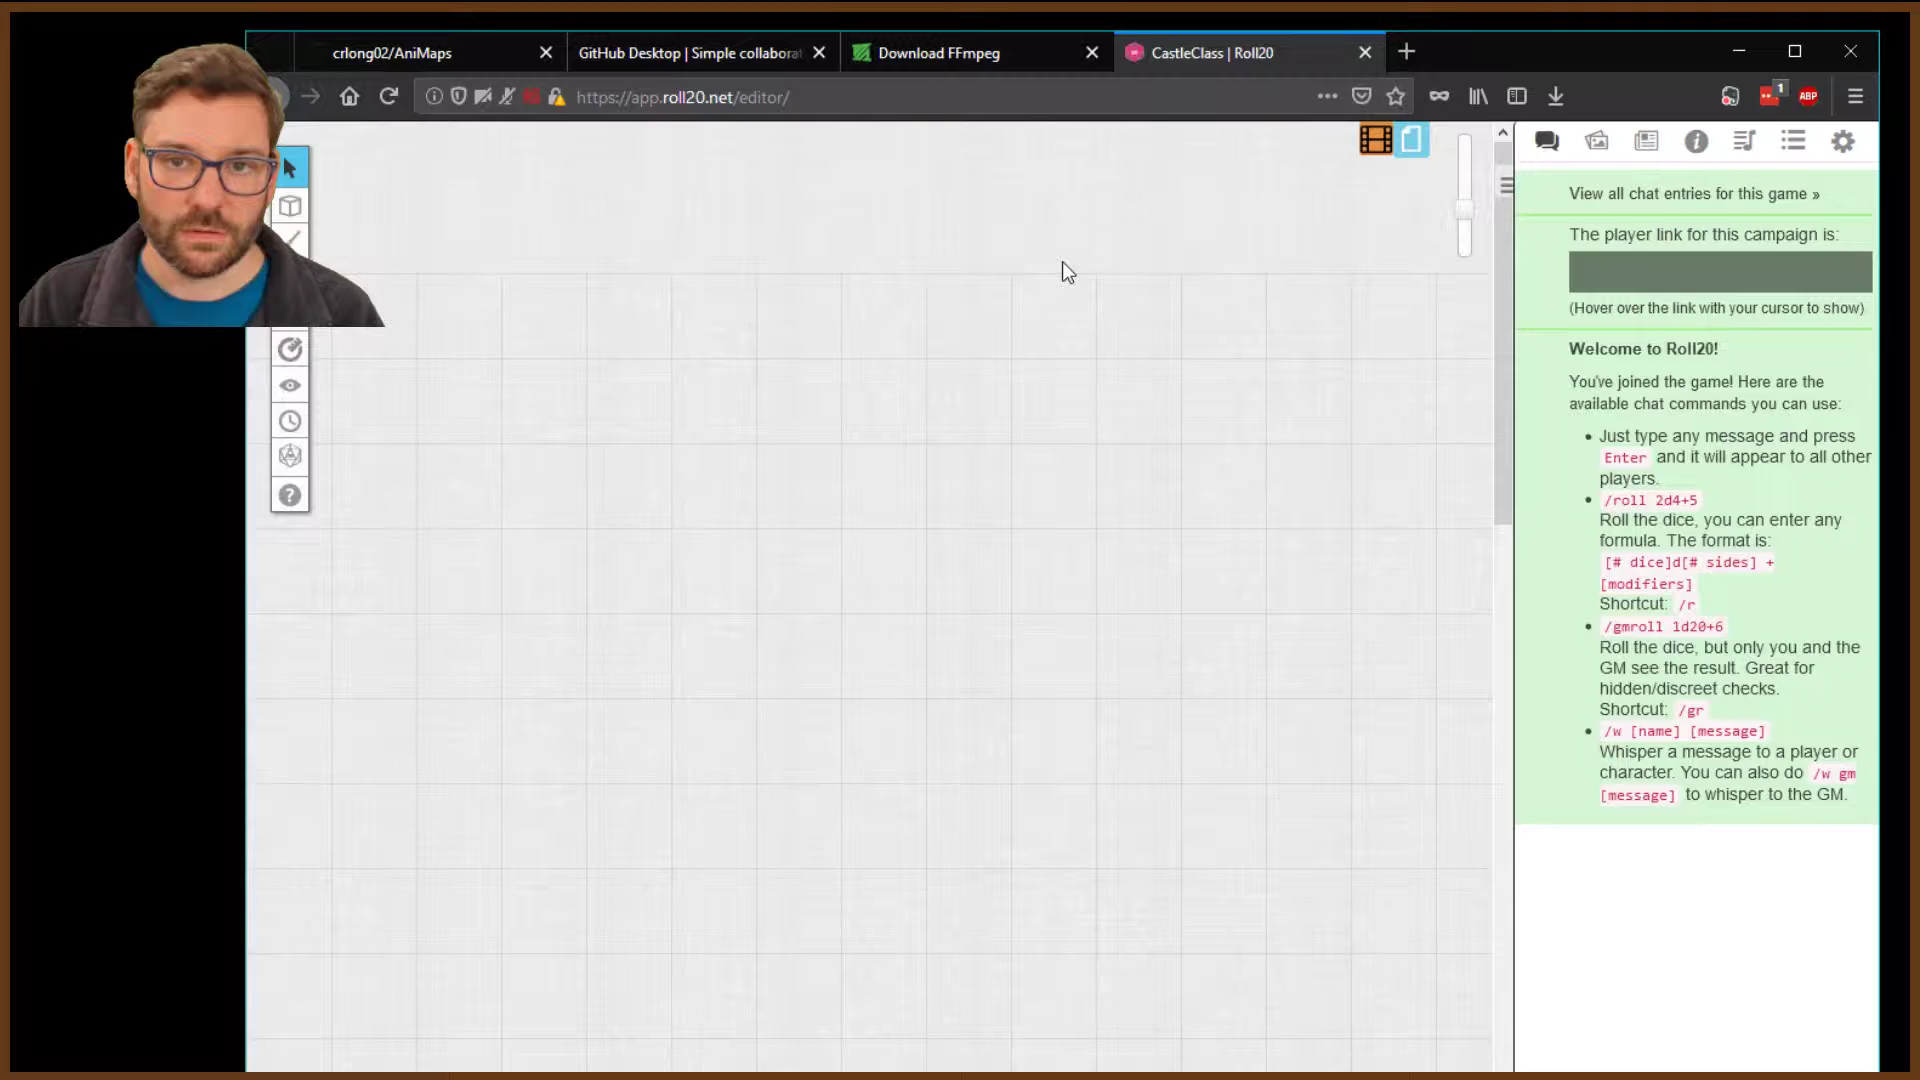 crlong02/AniMaps
GitHub Desktop | Simple collaborat
Download FFmpeg
CastleClass | Roll20
https://app.roll20.net/editor/
1
ABP
View all chat entries for this game »
The player link for this campaign is:
(Hover over the link with your cursor to show)
Welcome to Roll20!
You've joined the game! Here are the
available chat commands you can use:
• Just type any message and press
Enter and it will appear to all other
players.
• /roll 2d4+5
Roll the dice, you can enter any
formula. The format is:
[# dice]d[# sides] +
[modifiers]
Shortcut: /r
• /gmroll 1d20+6
Roll the dice, but only you and the
GM see the result. Great for
hidden/discreet checks.
Shortcut: /gr
• /w [name] [message]
Whisper a message to a player or
character. You can also do /w gm
[message] to whisper to the GM.